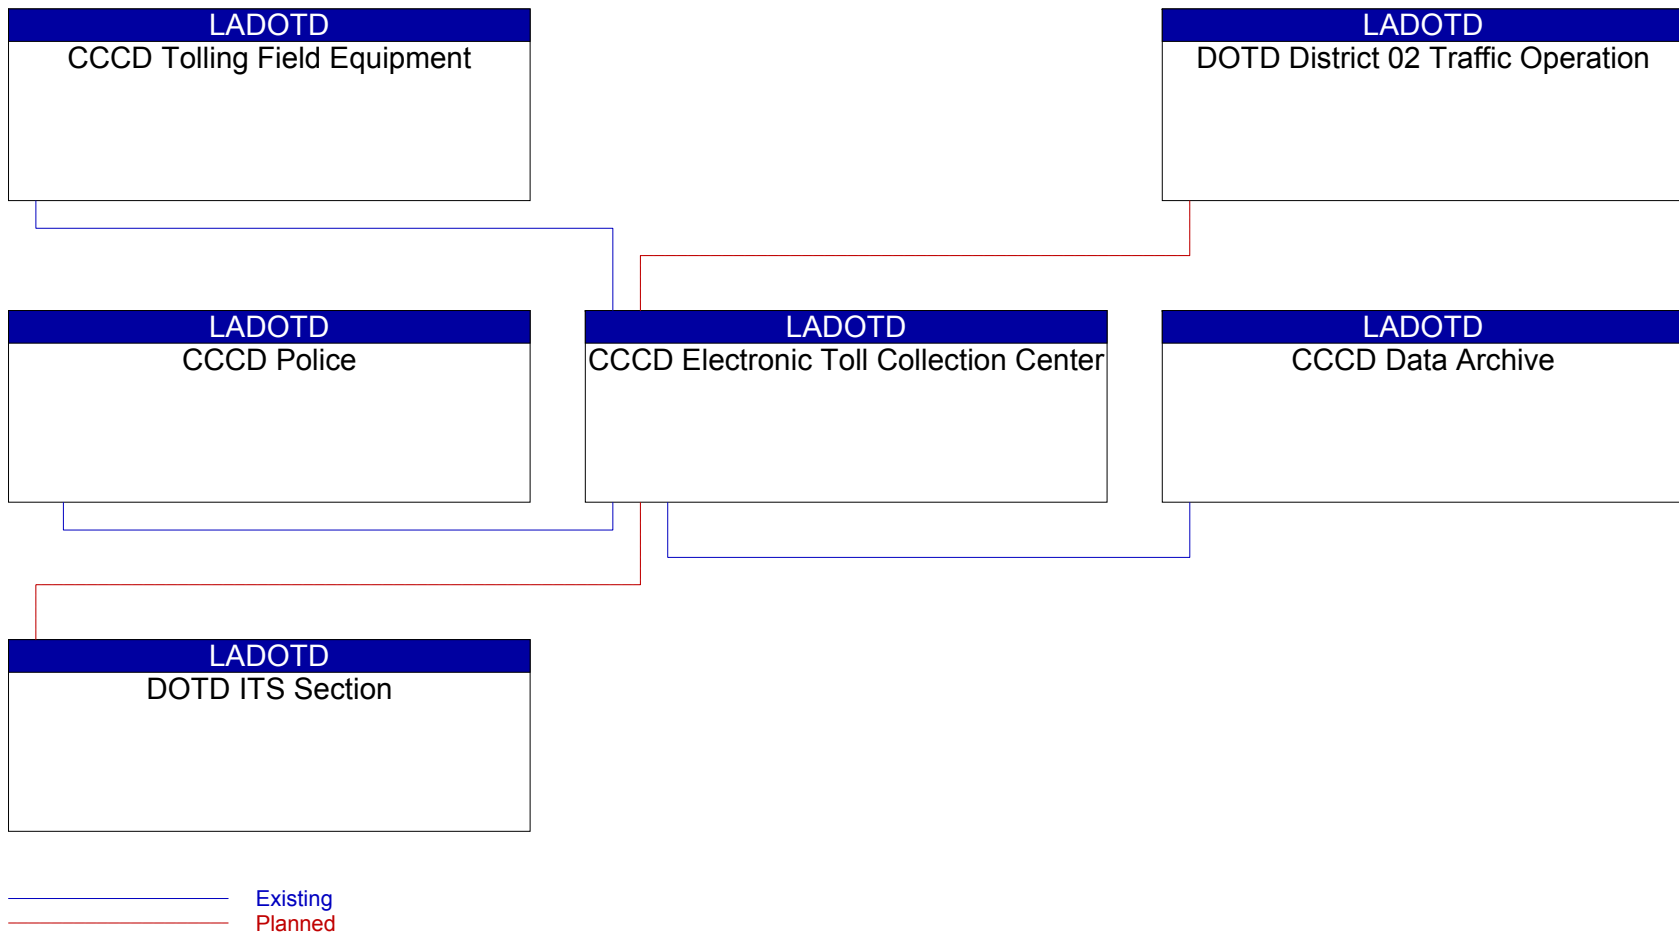 LADOTD
CCCD Tolling Field Equipment
LADOTD
DOTD District 02 Traffic Operation
LADOTD
CCCD Police
LADOTD
CCCD Electronic Toll Collection Center
LADOTD
CCCD Data Archive
LADOTD
DOTD ITS Section
Existing
Planned